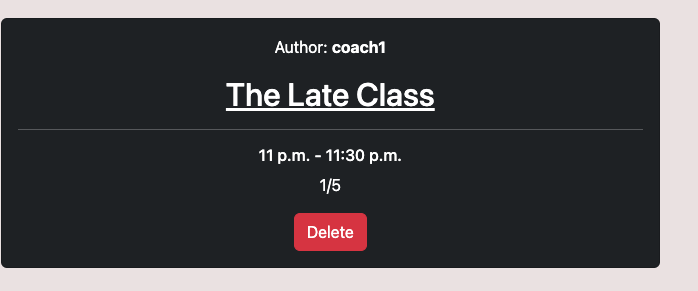 Author: coach1
The Late Class
11 p.m. - 11:30 p.m.
1/5
Delete